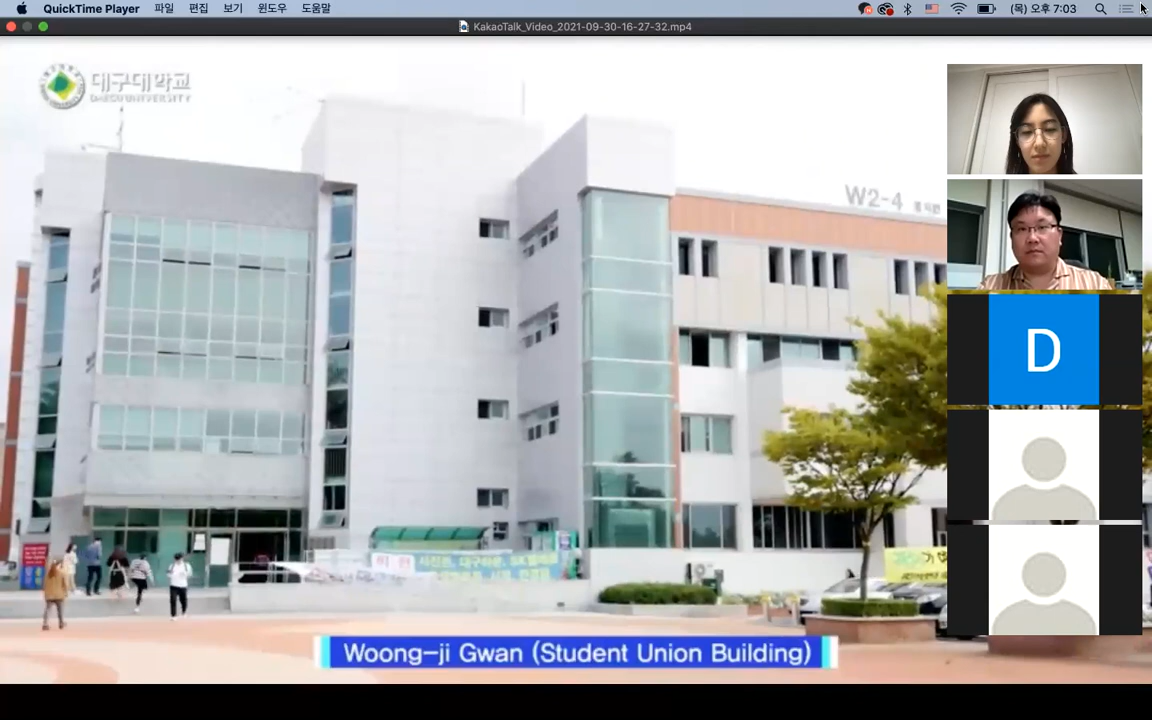 QuickTime Player 파일 편집 보기 윈도우 도움말
(목) 오후 7:03
KakaoTalk_Video_2021-09-30-16-27-32.mp4
대구대학교
DAEGU UNIVERSITY
W2-4
D
Woong-ji Gwan (Student Union Building)